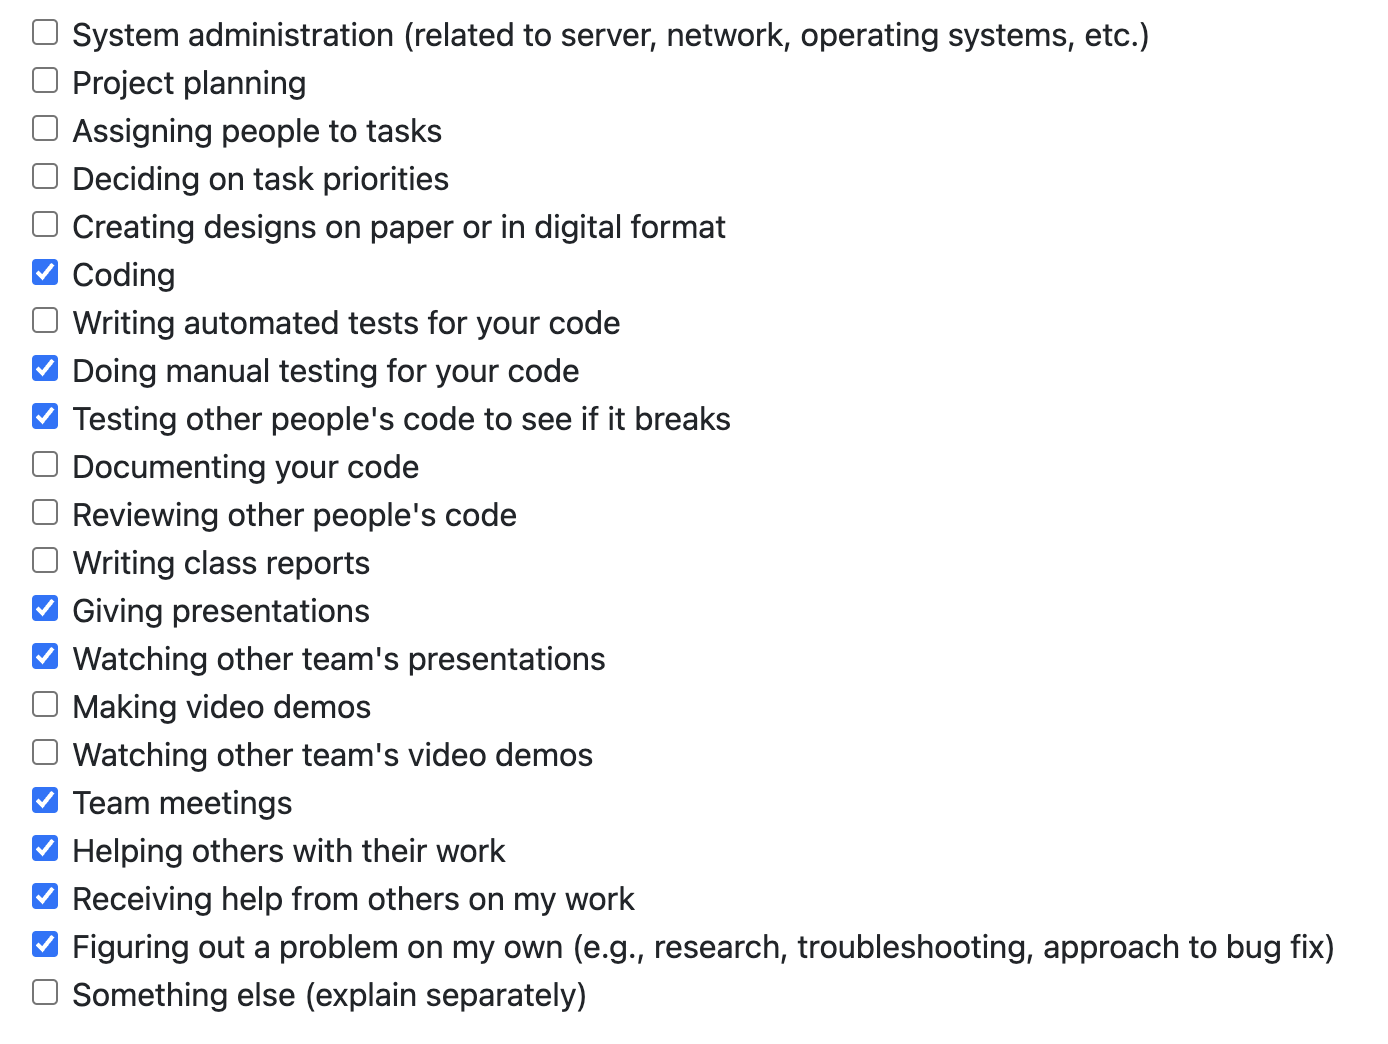 System administration (related to server, network, operating systems, etc.)
Project planning
Assigning people to tasks
Deciding on task priorities
Creating designs on paper or in digital format
Coding
Writing automated tests for your code
Doing manual testing for your code
Testing other people's code to see if it breaks
Documenting your code
Reviewing other people's code
Writing class reports
Giving presentations
Watching other team's presentations
Making video demos
Watching other team's video demos
Team meetings
Helping others with their work
Receiving help from others on my work
Figuring out a problem on my own (e.g., research, troubleshooting, approach to bug fix)
Something else (explain separately)